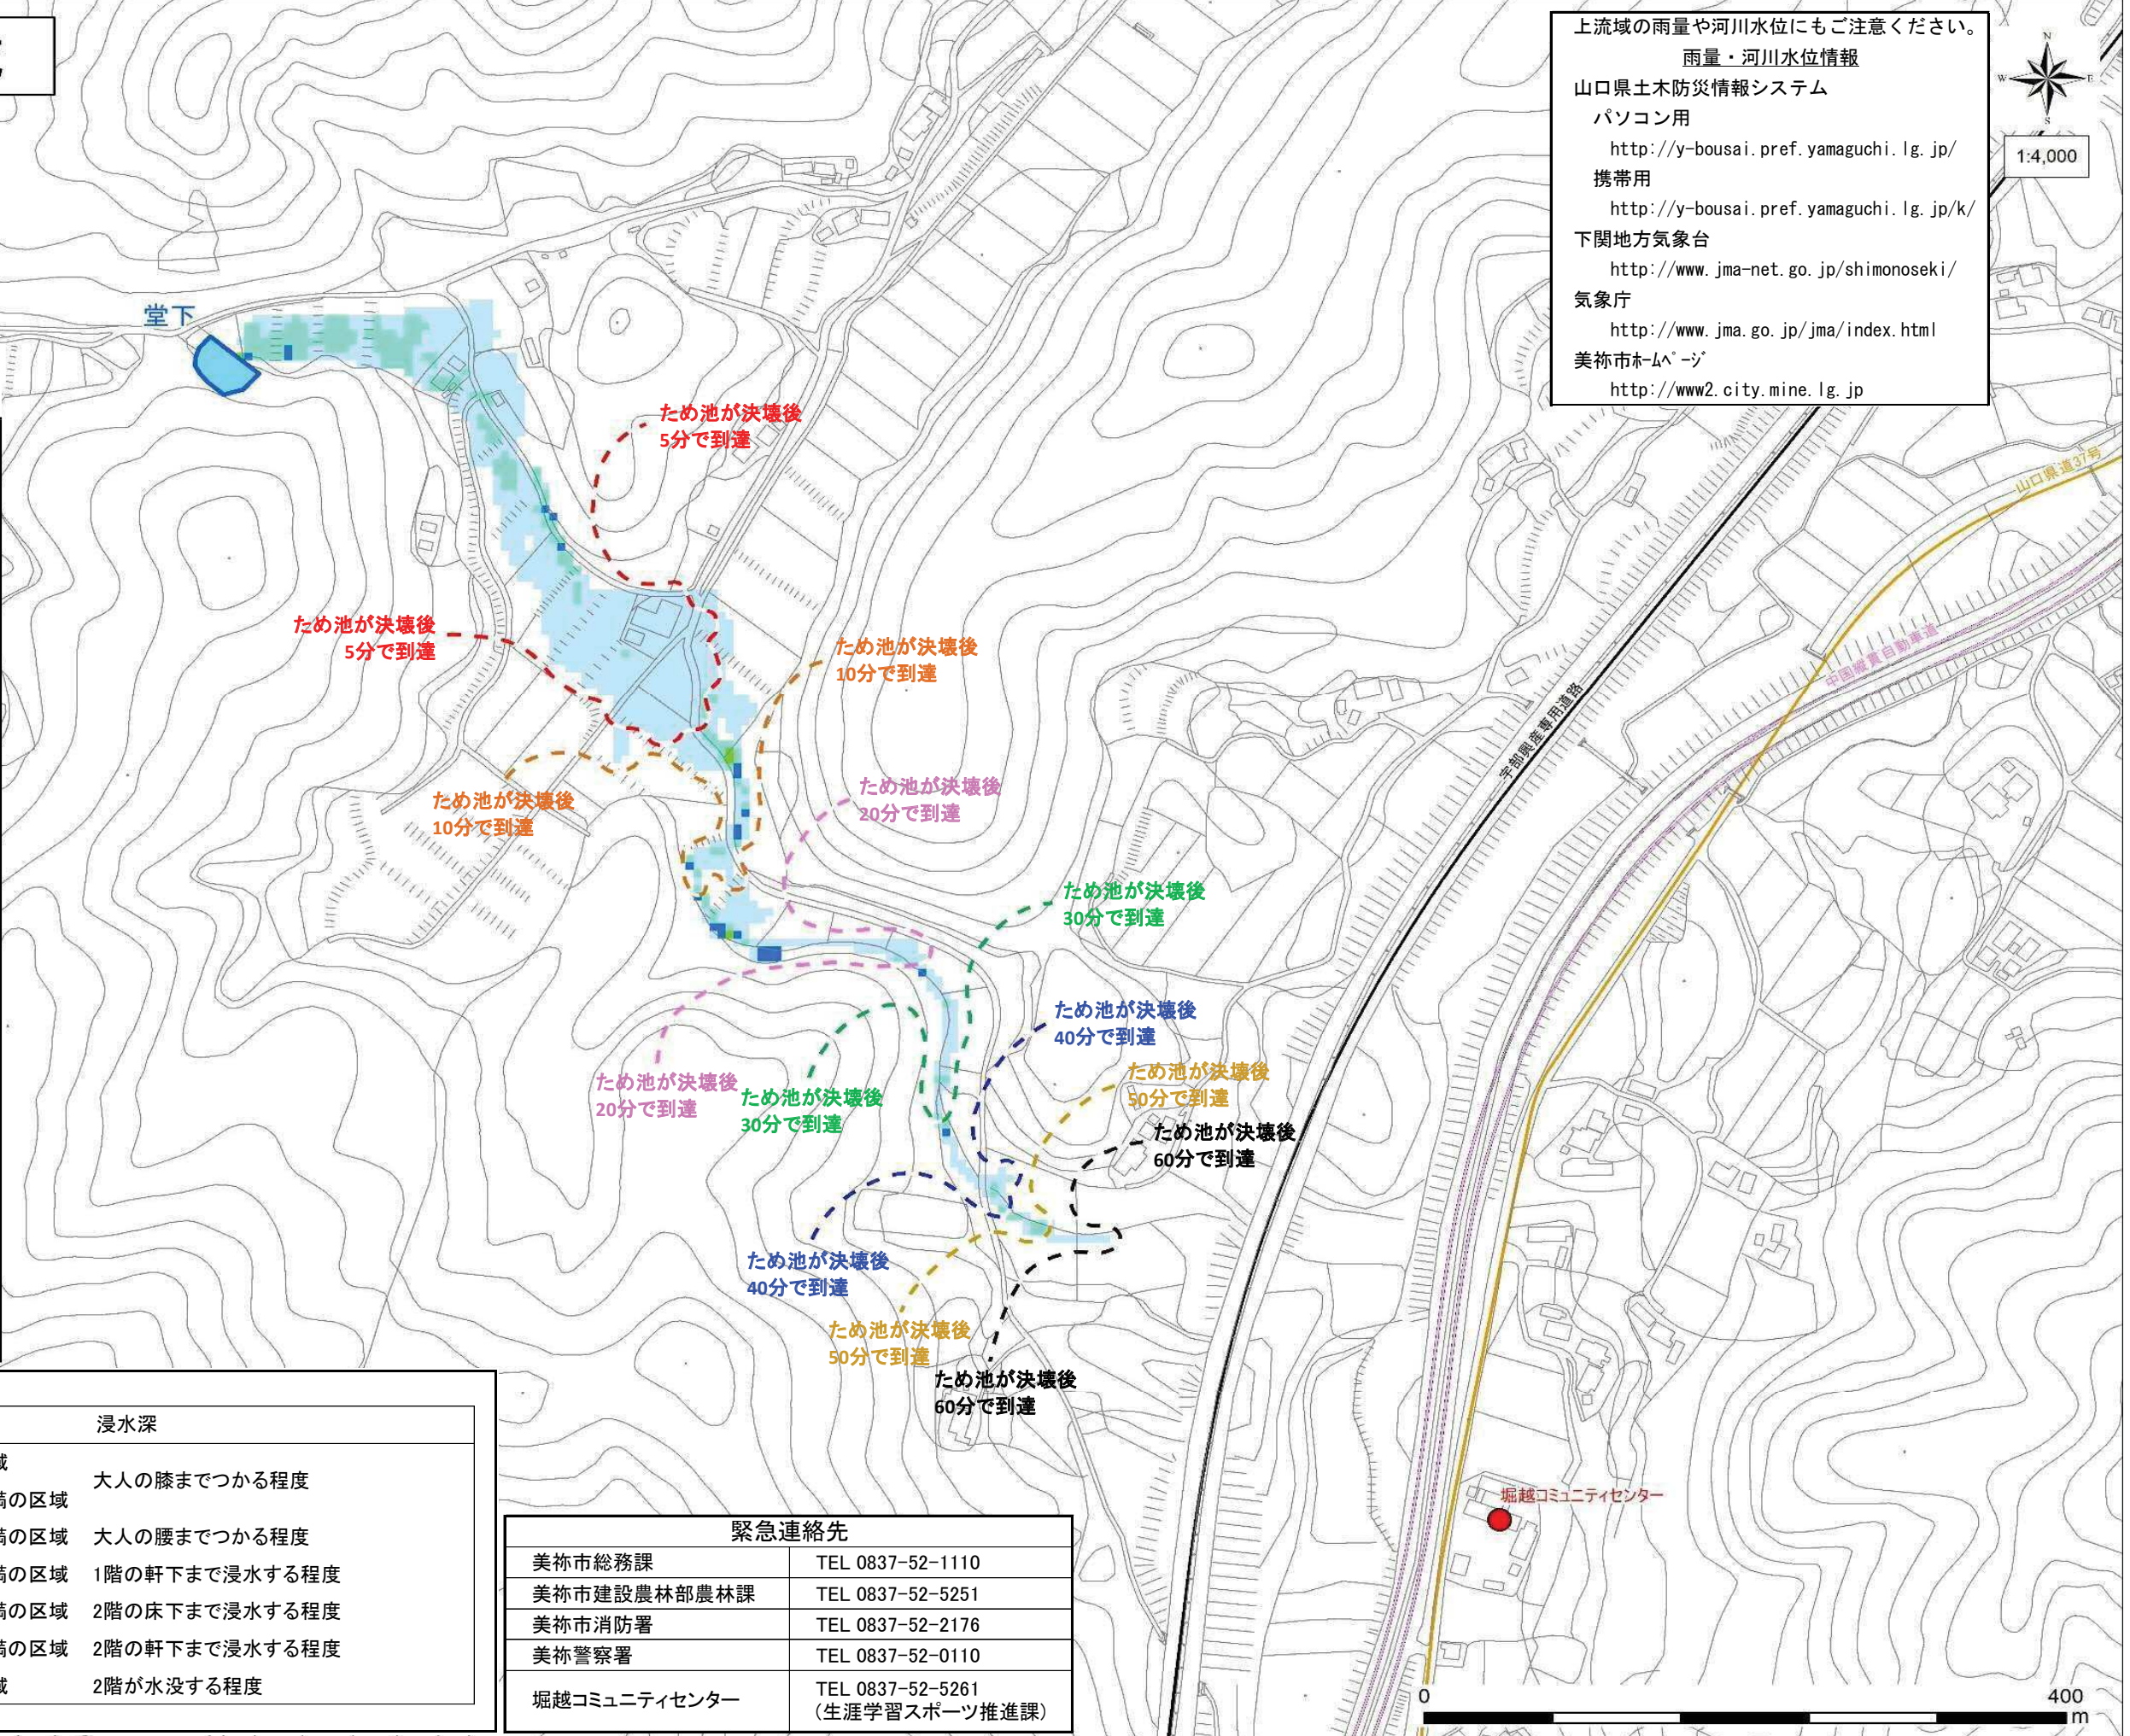 上流域の雨量や河川水位にもご注意ください。
雨量・河川水位情報
山口県土木防災情報システム
パソコン用
http://y-bousai.pref.yamaguchi.lg.jp/
携帯用
http://y-bousai.pref.yamaguchi.lg.jp/k/
下関地方気象台
http://www.jma-net.go.jp/shimonoseki/
気象庁
http://www.jma.go.jp/jma/index.html
美祢市ﾎｰﾑﾍﾟｰｼﾞ
http://www2.city.mine.lg.jp
N
W
E
S
1:4,000
堂下
ため池が決壊後
5分で到達
山口県道37号
ため池が決壊後
5分で到達
ため池が決壊後
10分で到達
中国縦貫自動車道
宇部興産専用道路
ため池が決壊後
10分で到達
ため池が決壊後
20分で到達
ため池が決壊後
30分で到達
ため池が決壊後
40分で到達
ため池が決壊後
20分で到達
ため池が決壊後
30分で到達
ため池が決壊後
50分で到達
ため池が決壊後
60分で到達
ため池が決壊後
40分で到達
ため池が決壊後
50分で到達
ため池が決壊後
60分で到達
浸水深
域
大人の膝までつかる程度
満の区域
満の区域 大人の腰までつかる程度
満の区域 1階の軒下まで浸水する程度
満の区域 2階の床下まで浸水する程度
満の区域 2階の軒下まで浸水する程度
域 2階が水没する程度
緊急連絡先
美祢市総務課 TEL 0837-52-1110
美祢市建設農林部農林課 TEL 0837-52-5251
美祢市消防署 TEL 0837-52-2176
美祢警察署 TEL 0837-52-0110
堀越コミュニティセンター TEL 0837-52-5261
(生涯学習スポーツ推進課)
堀越コミュニティセンター
0 400
m